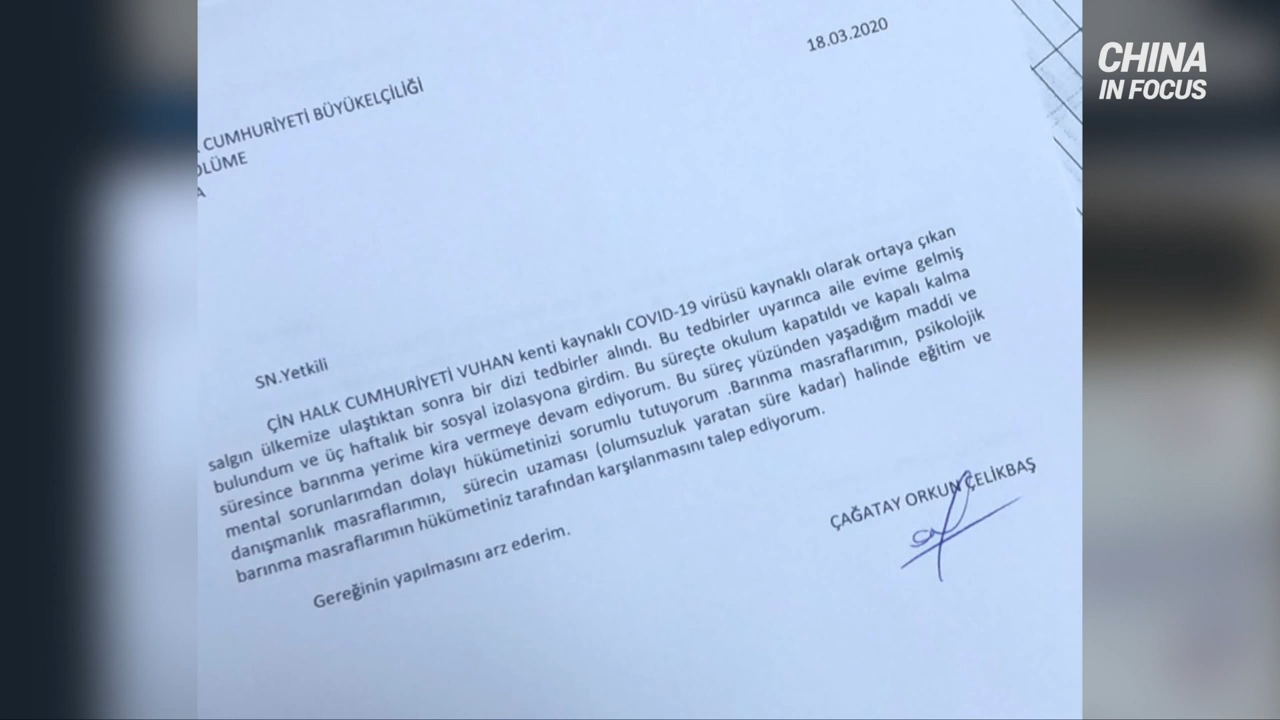 CHINA
IN FOCUS
18.03.2020
CUMHURİYETİ BÜYÜKELÇİLİĞİ
SN.Yetkili
ÇİN HALK CUMHURİYETİ VUHAN kenti kaynaklı COVID-19 virüsü kaynaklı olarak ortaya çıkan
salgın ülkemize ulaştıktan sonra bir dizi tedbirler alındı. Bu tedbirler uyarınca aile evime gelmiş
bulundum ve üç haftalık bir sosyal izolasyona girdim. Bu süreçte okulum kapatıldı ve kapalı kalma
süresince barınma yerime kira vermeye devam ediyorum. Bu süreç yüzünden yaşadığım maddi ve
mental sorunlarımdan dolayı hükümetinizi sorumlu tutuyorum .Barınma masraflarımın, psikolojik
danışmanlık masraflarımın, sürecin uzaması (olumsuzluk yaratan süre kadar) halinde eğitim ve
barınma masraflarımın hükümetiniz tarafından karşılanmasını talep ediyorum.
Gereğinin yapılmasını arz ederim.
ÇAĞATAY ORKUN ÇELİKBAŞ